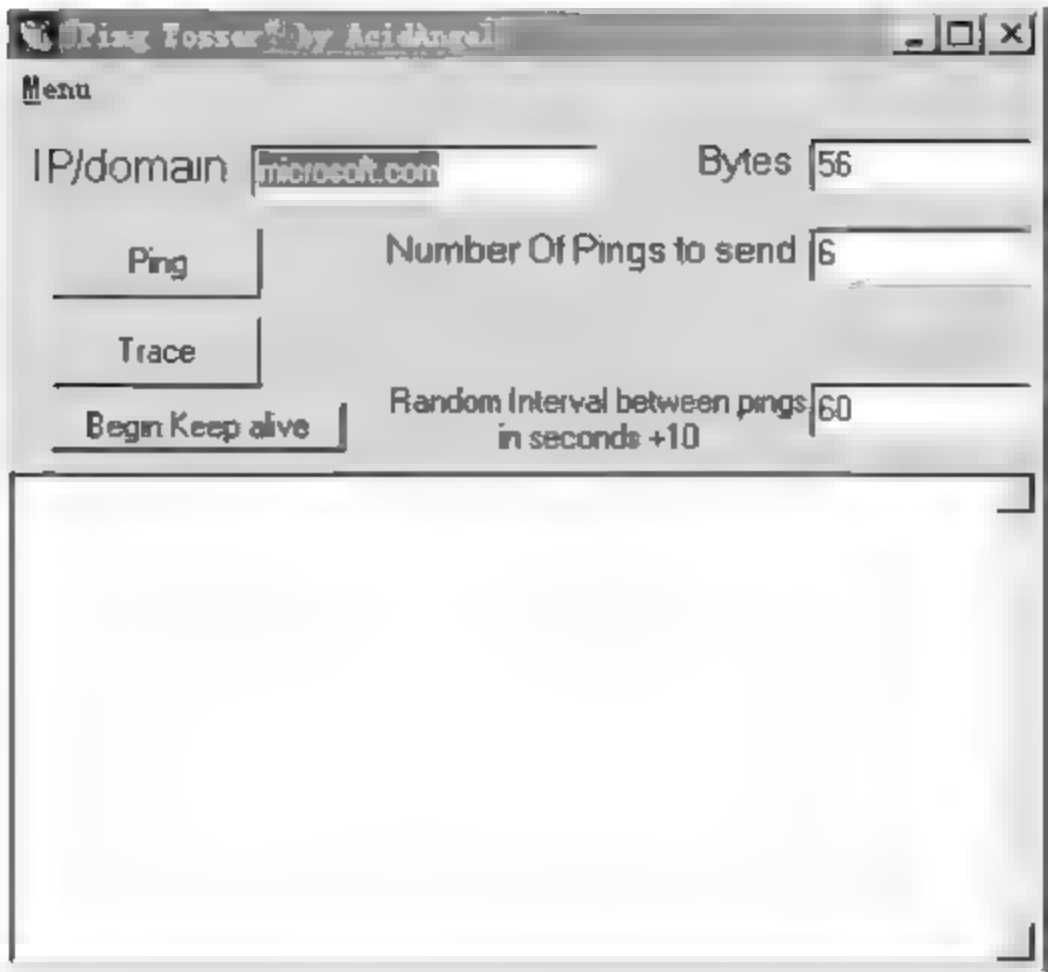 "Ping Tosser" by AcidAngel
Menu
IP/domain microsoft.com Bytes 56
Ping Number Of Pings to send 6
Trace
Begin Keep alive Random Interval between pings 60
in seconds +10